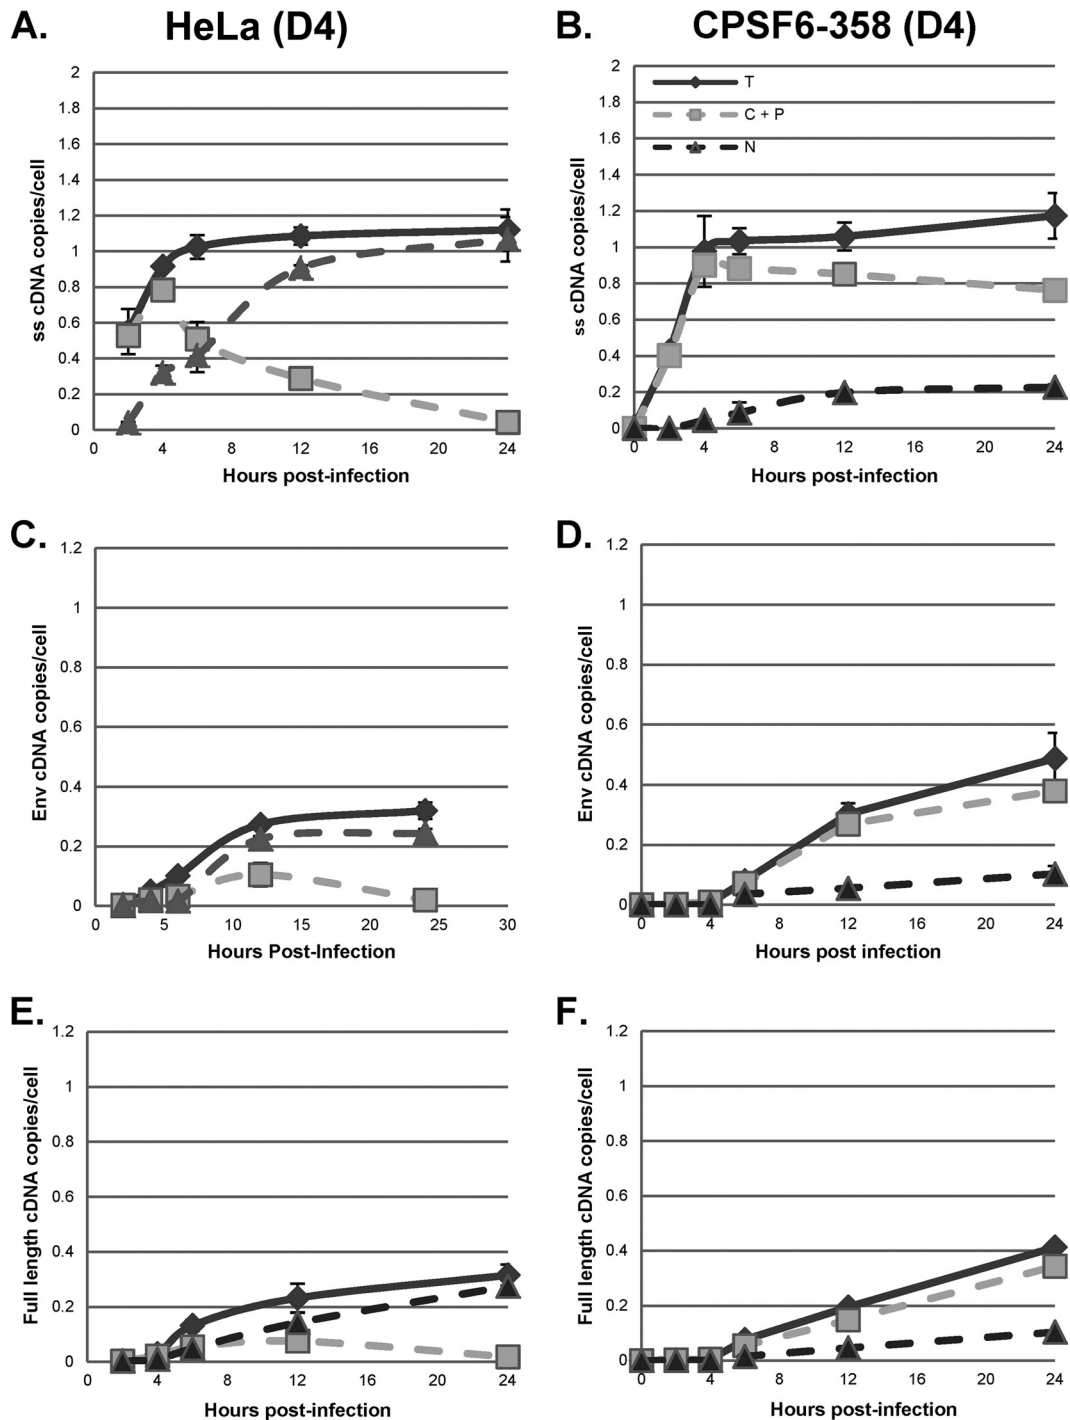 A. HeLa (D4)
2
1.8
1.6
1.4
1.2
1
0.8
0.6
0.4
0.2
0
ss cDNA copies/cell
0 4 8 12 16 20 24
Hours post-infection
B. CPSF6-358 (D4)
T
C + P
N
2
1.8
1.6
1.4
1.2
1
0.8
0.6
0.4
0.2
0
ss cDNA copies/cell
0 4 8 12 16 20 24
Hours post-infection
C.
1.2
1
0.8
0.6
0.4
0.2
0
Env cDNA copies/cell
0 5 10 15 20 25 30
Hours Post-Infection
D.
1.2
1
0.8
0.6
0.4
0.2
0
Env cDNA copies/cell
0 4 8 12 16 20 24
Hours post infection
E.
1.2
1
0.8
0.6
0.4
0.2
0
Full length cDNA copies/cell
0 4 8 12 16 20 24
Hours post-infection
F.
1.2
1
0.8
0.6
0.4
0.2
0
Full length cDNA copies/cell
0 4 8 12 16 20 24
Hours post-infection